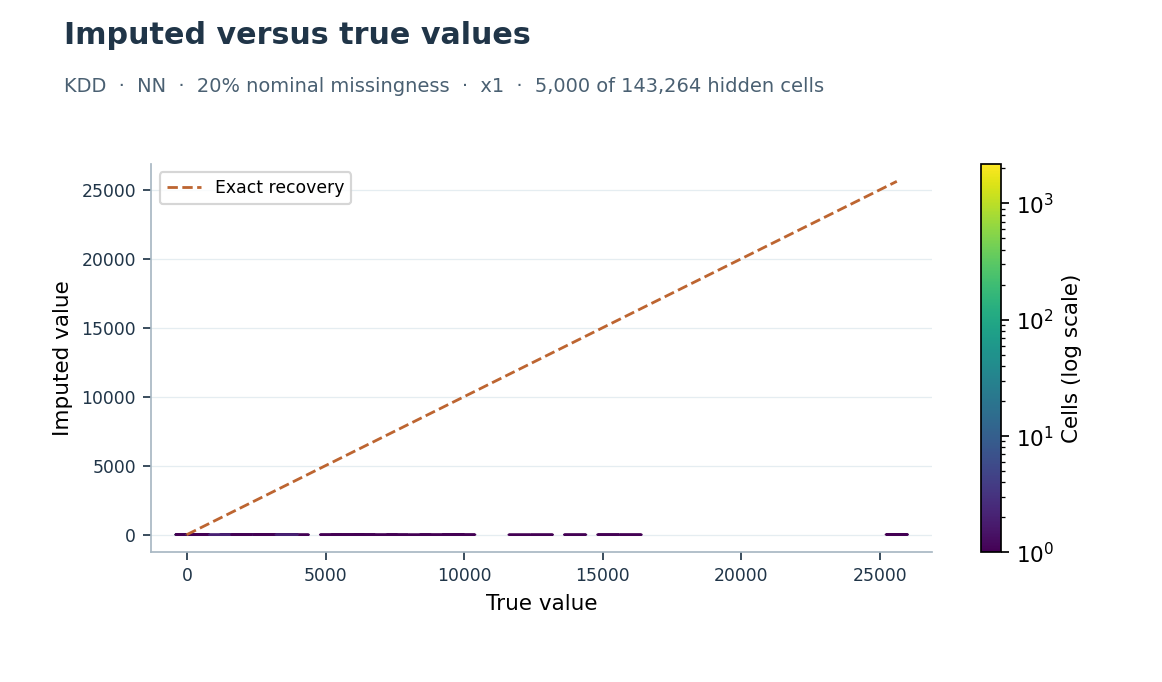 Imputed versus true values
KDD · NN · 20% nominal missingness · x1 · 5,000 of 143,264 hidden cells
Exact recovery
25000
20000
15000
10000
5000
0
Imputed value
0
5000
10000
15000
20000
25000
True value
10³
10²
10¹
10⁰
Cells (log scale)